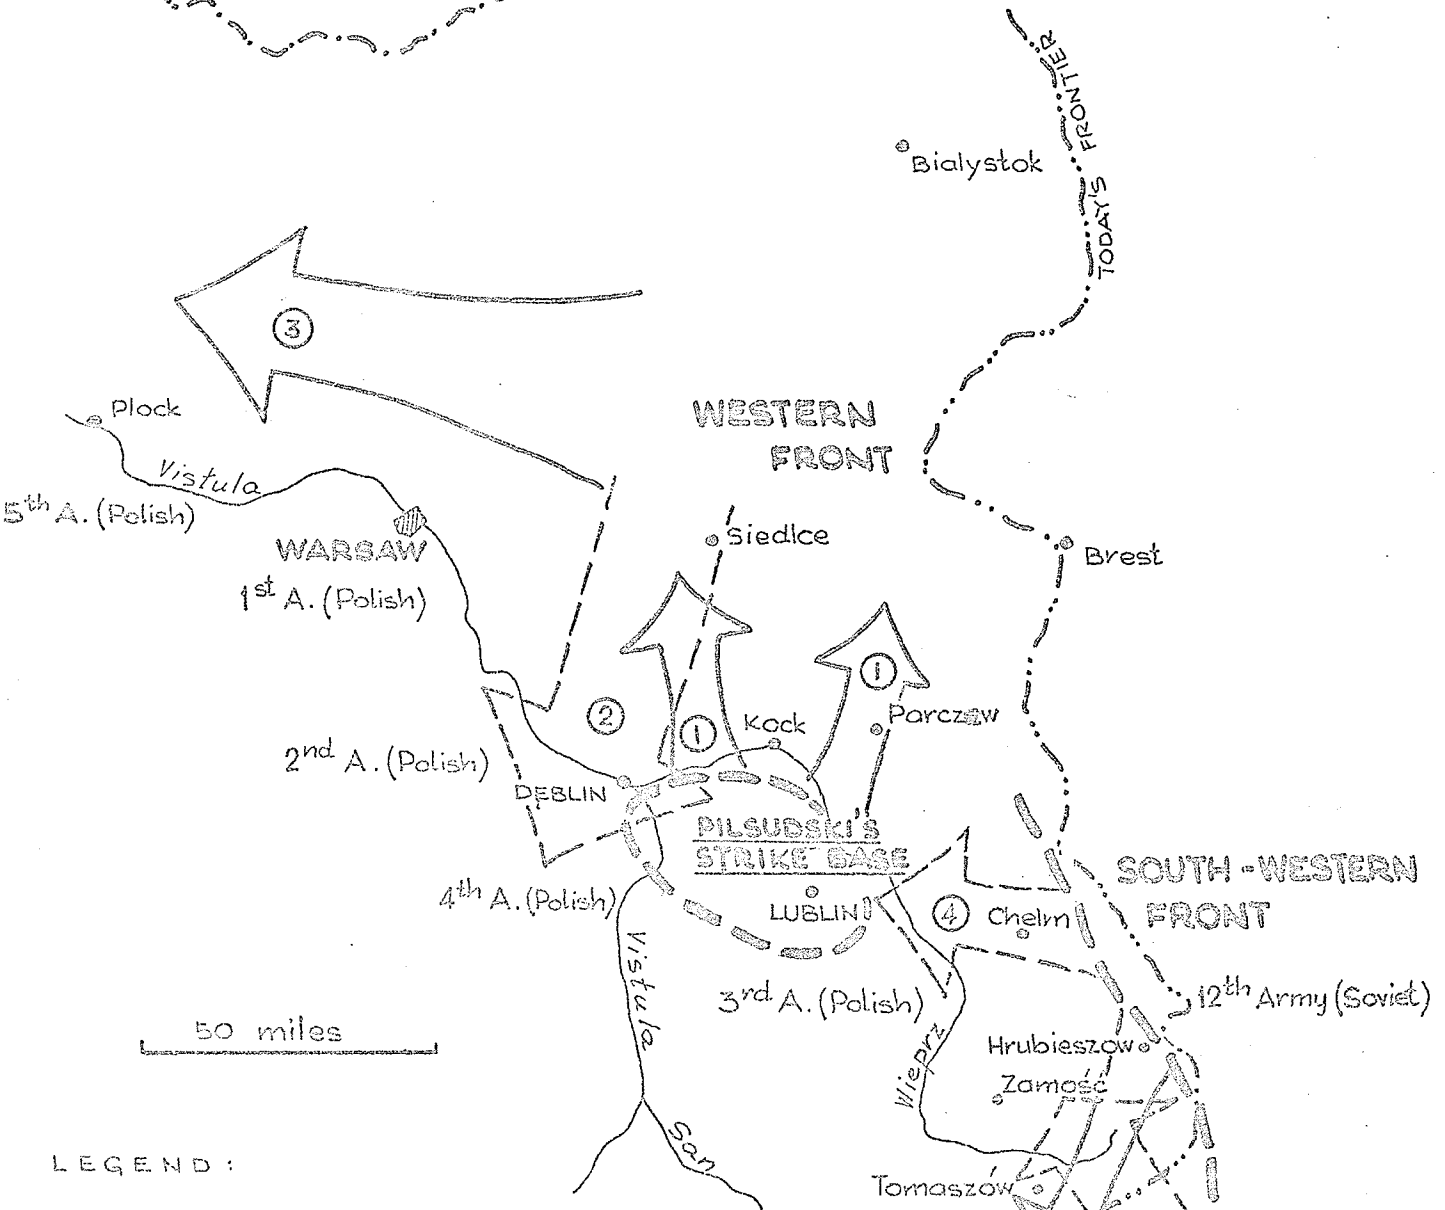 TODAY'S FRONTIER
Bialystok
3
Plock
WESTERN
FRONT
Vistula
5th A. (Polish)
WARSAW
Siedlce
Brest
1st A. (Polish)
1
2
1
Kock
Parczew
2nd A. (Polish)
DĘBLIN
PILSUDSKI'S
STRIKE BASE
SOUTH-WESTERN
FRONT
4th A. (Polish)
LUBLIN
4
Chelm
Vistula
3rd A. (Polish)
12th Army (Soviet)
50 miles
Hrubieszow
Wieprz
Zamość
San
LEGEND:
Tomaszów